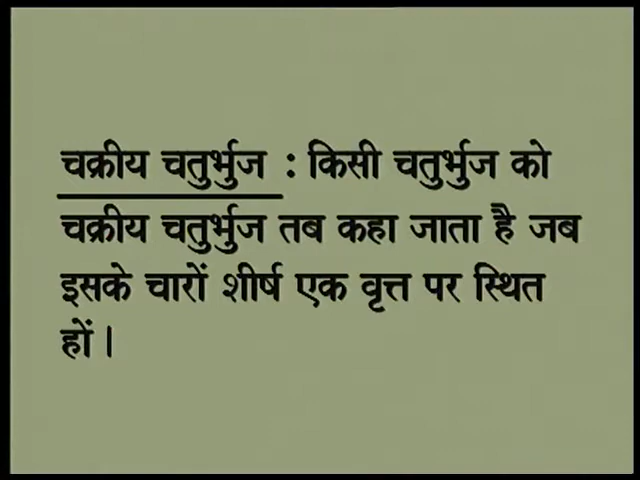 चक्रीय चतुर्भुज : किसी चतुर्भुज को
चक्रीय चतुर्भुज तब कहा जाता है जब
इसके चारों शीर्ष एक वृत्त पर स्थित
हों।